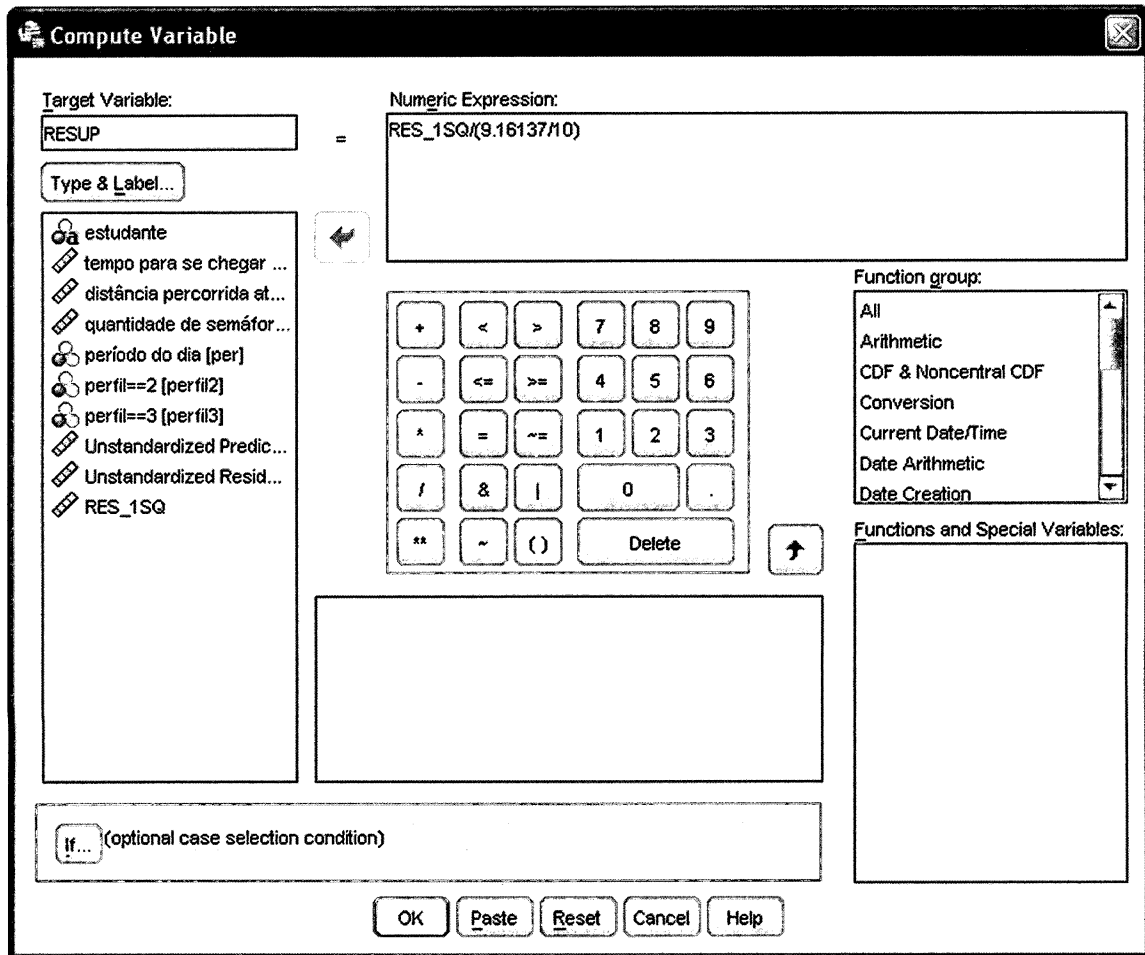 Compute Variable
Target Variable:
RESUP
=
Numeric Expression:
RES_1SQ/(9.16137/10)
Type & Label...
estudante
tempo para se chegar ...
distância percorrida at...
quantidade de semáfor...
período do dia [per]
perfil==2 [perfil2]
perfil==3 [perfil3]
Unstandardized Predic...
Unstandardized Resid...
RES_1SQ
+ < > 7 8 9
- <= >= 4 5 6
* = ~= 1 2 3
/ & | 0 .
** ~ ( ) Delete
Function group:
All
Arithmetic
CDF & Noncentral CDF
Conversion
Current Date/Time
Date Arithmetic
Date Creation
Functions and Special Variables:
If... (optional case selection condition)
OK Paste Reset Cancel Help